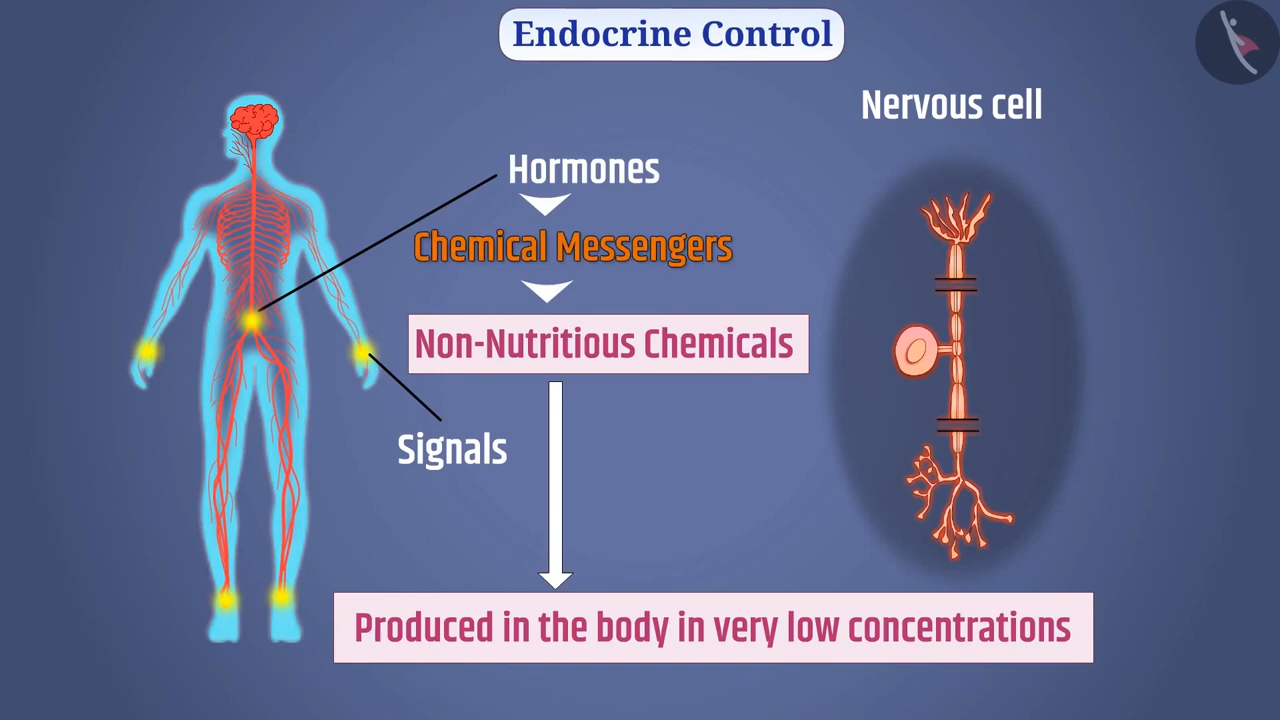 Endocrine Control
Nervous cell
Hormones
Chemical Messengers
Non-Nutritious Chemicals
Signals
Produced in the body in very low concentrations